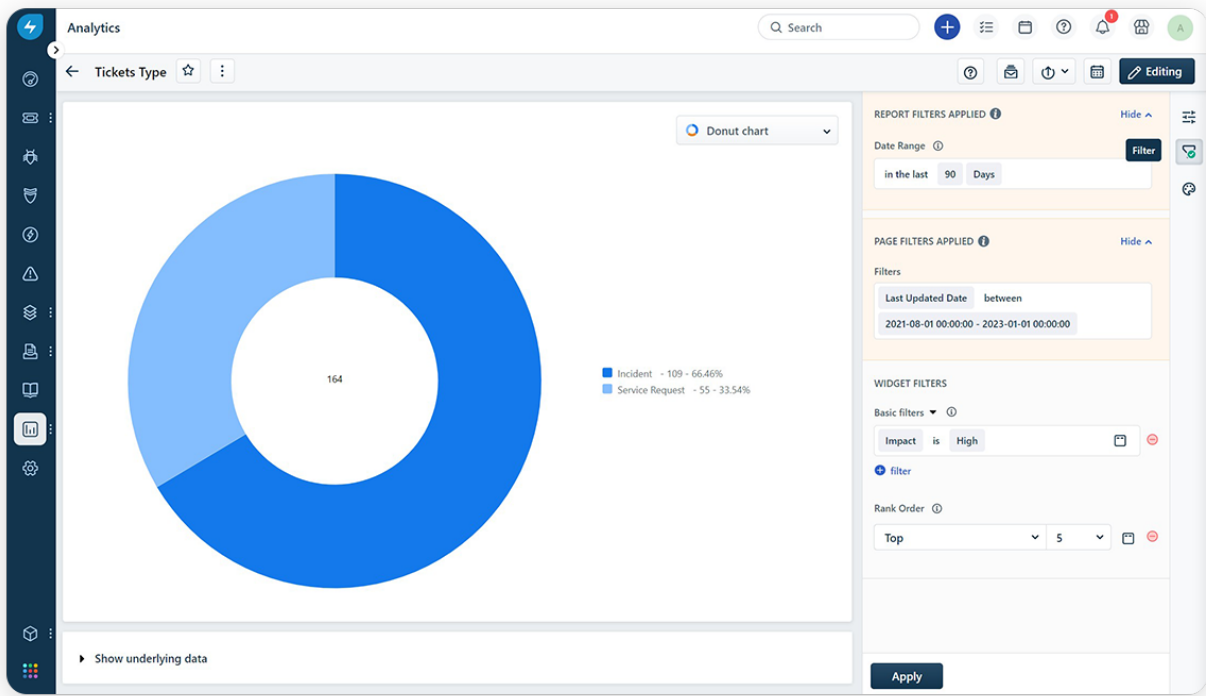 Analytics
Search
1
A
Tickets Type
Editing
Donut chart
164
Incident - 109 - 66.46%
Service Request - 55 - 33.54%
Show underlying data
REPORT FILTERS APPLIED
Hide
Date Range
Filter
in the last 90 Days
PAGE FILTERS APPLIED
Hide
Filters
Last Updated Date between
2021-08-01 00:00:00 - 2023-01-01 00:00:00
WIDGET FILTERS
Basic filters
Impact is High
filter
Rank Order
Top 5
Apply